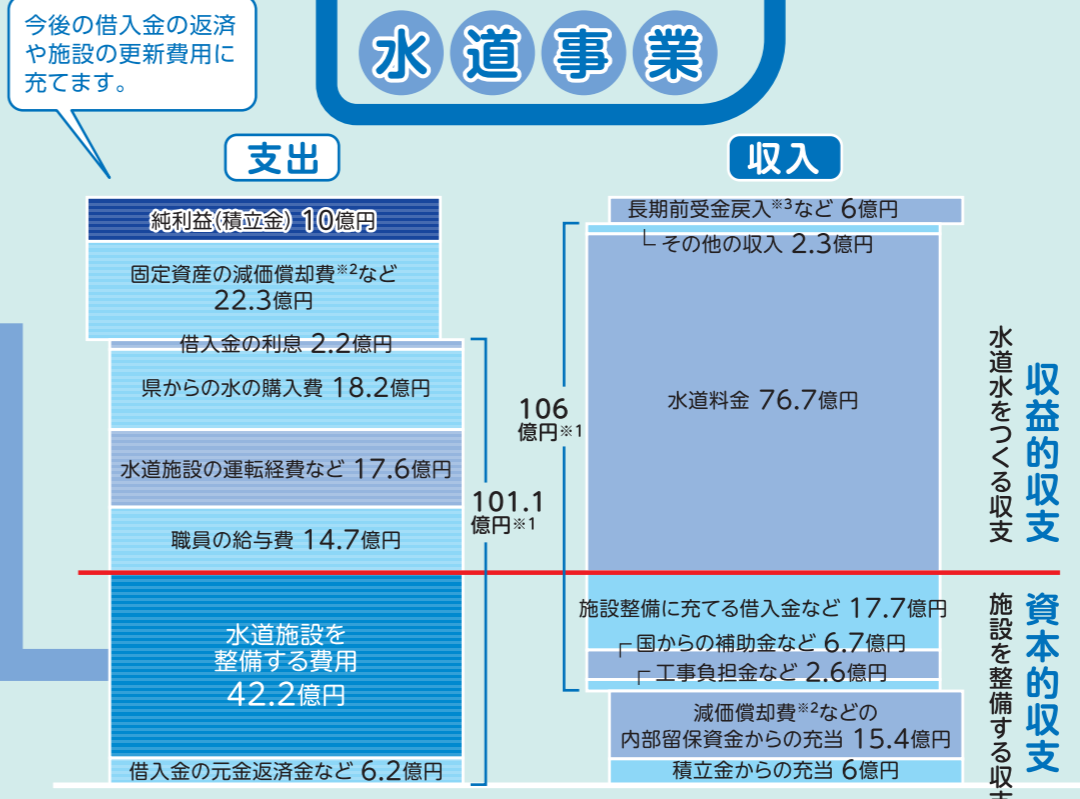 今後の借入金の返済
や施設の更新費用に
充てます。
水道事業
支出
純利益(積立金) 10億円
固定資産の減価償却費※2など
22.3億円
借入金の利息 2.2億円
県からの水の購入費 18.2億円
水道施設の運転経費など 17.6億円
職員の給与費 14.7億円
水道施設を
整備する費用
42.2億円
借入金の元金返済金など 6.2億円
101.1
億円※1
収入
長期前受金戻入※3など 6億円
└ その他の収入 2.3億円
水道料金 76.7億円
106
億円※1
施設整備に充てる借入金など 17.7億円
┌ 国からの補助金など 6.7億円
┌ 工事負担金など 2.6億円
減価償却費※2などの
内部留保資金からの充当 15.4億円
積立金からの充当 6億円
収益的収支
水道水をつくる収支
資本的収支
施設を整備する収支